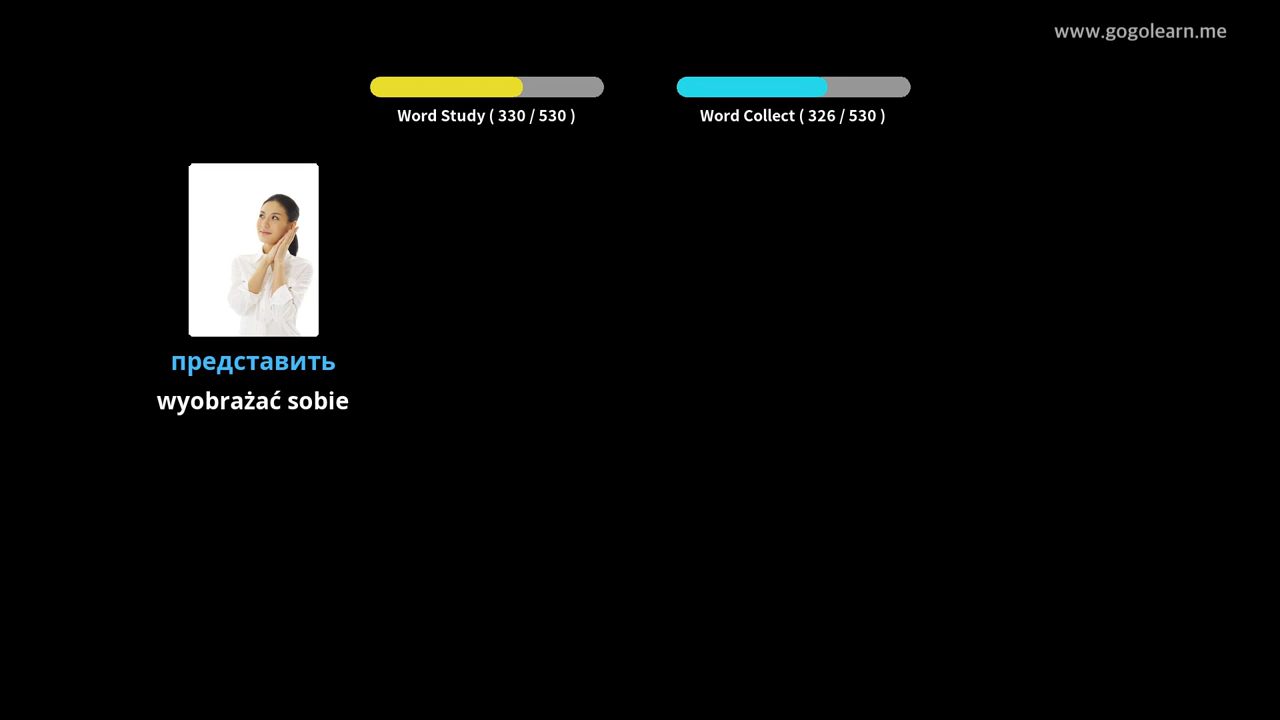 www.gogolearn.me
Word Study ( 330 / 530 )
Word Collect ( 326 / 530 )
представить
wyobrażać sobie